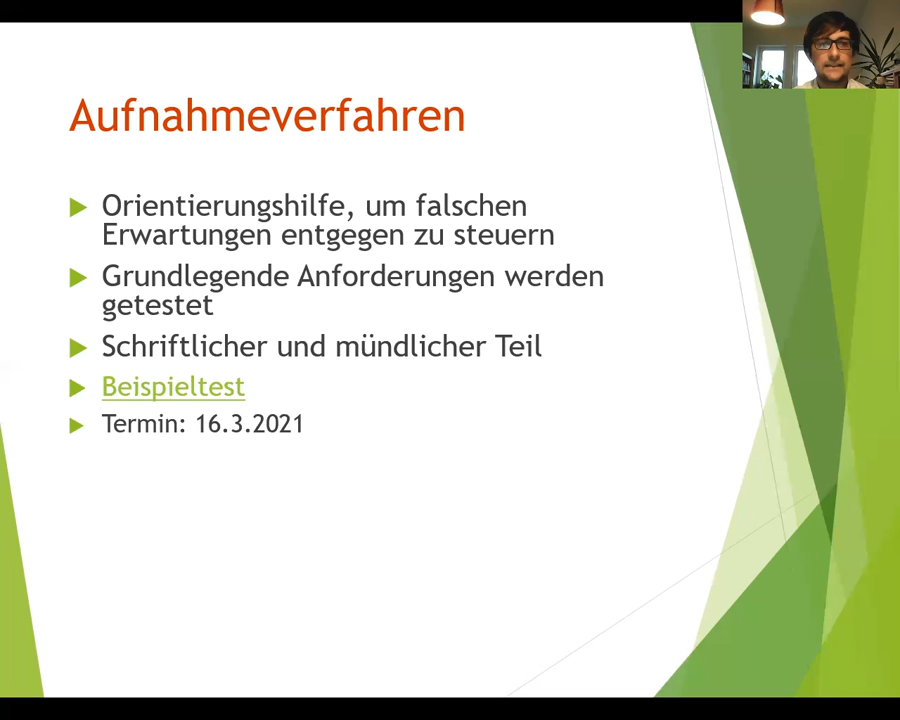 Aufnahmeverfahren
Orientierungshilfe, um falschen
Erwartungen entgegen zu steuern
Grundlegende Anforderungen werden
getestet
Schriftlicher und mündlicher Teil
Beispieltest
Termin: 16.3.2021